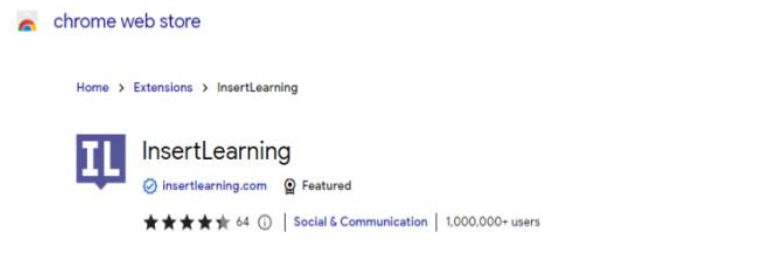 chrome web store
Home > Extensions > InsertLearning
IL InsertLearning
insertlearning.com Featured
64 | Social & Communication | 1,000,000+ users